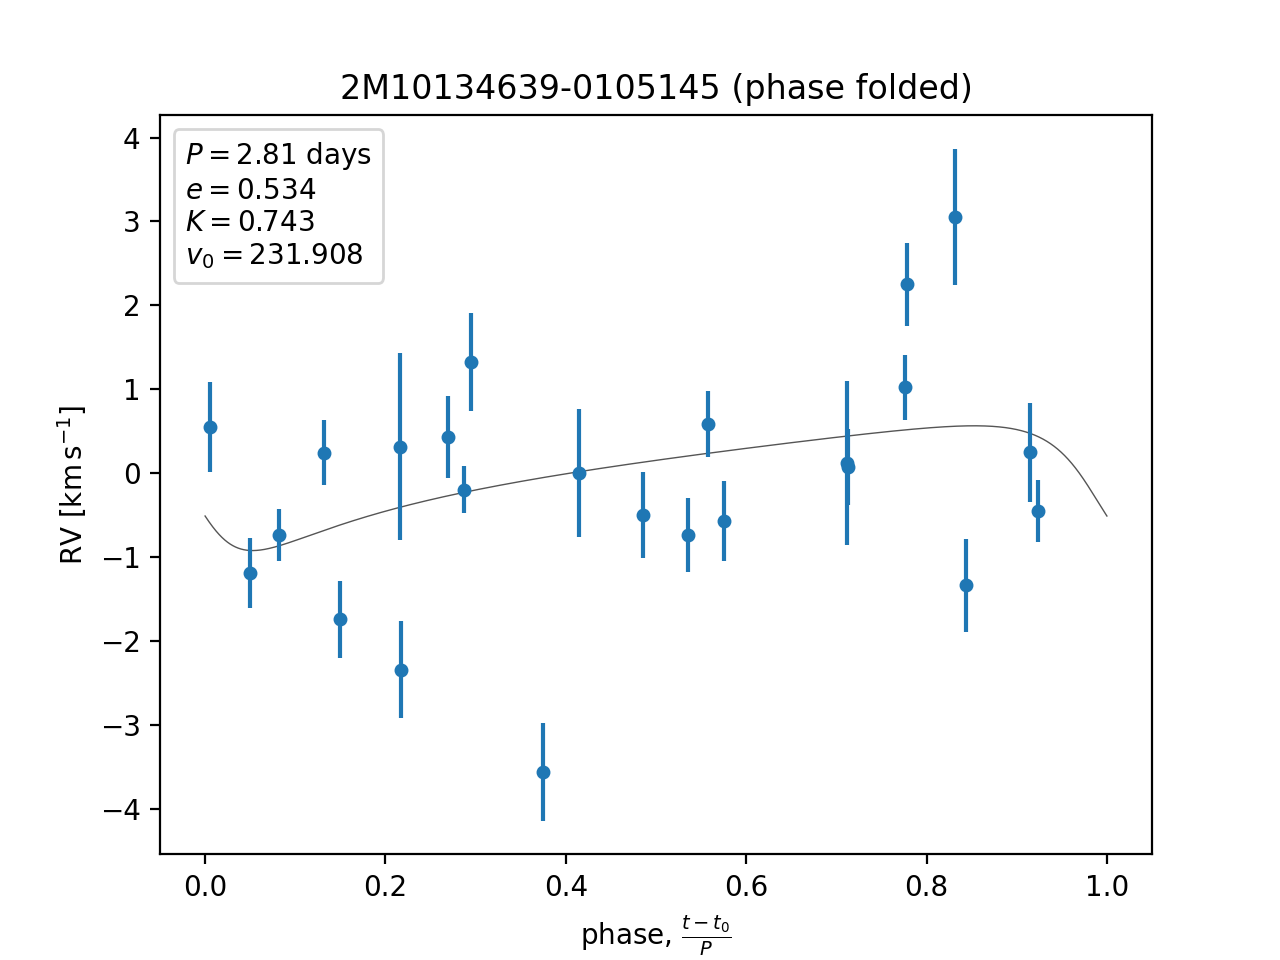 2M10134639-0105145 (phase folded)
P = 2.81 days
e = 0.534
K = 0.743
v₀ = 231.908
4
3
2
1
0
−1
−2
−3
−4
RV [km s⁻¹]
0.0 0.2 0.4 0.6 0.8 1.0
phase, (t − t₀)/P